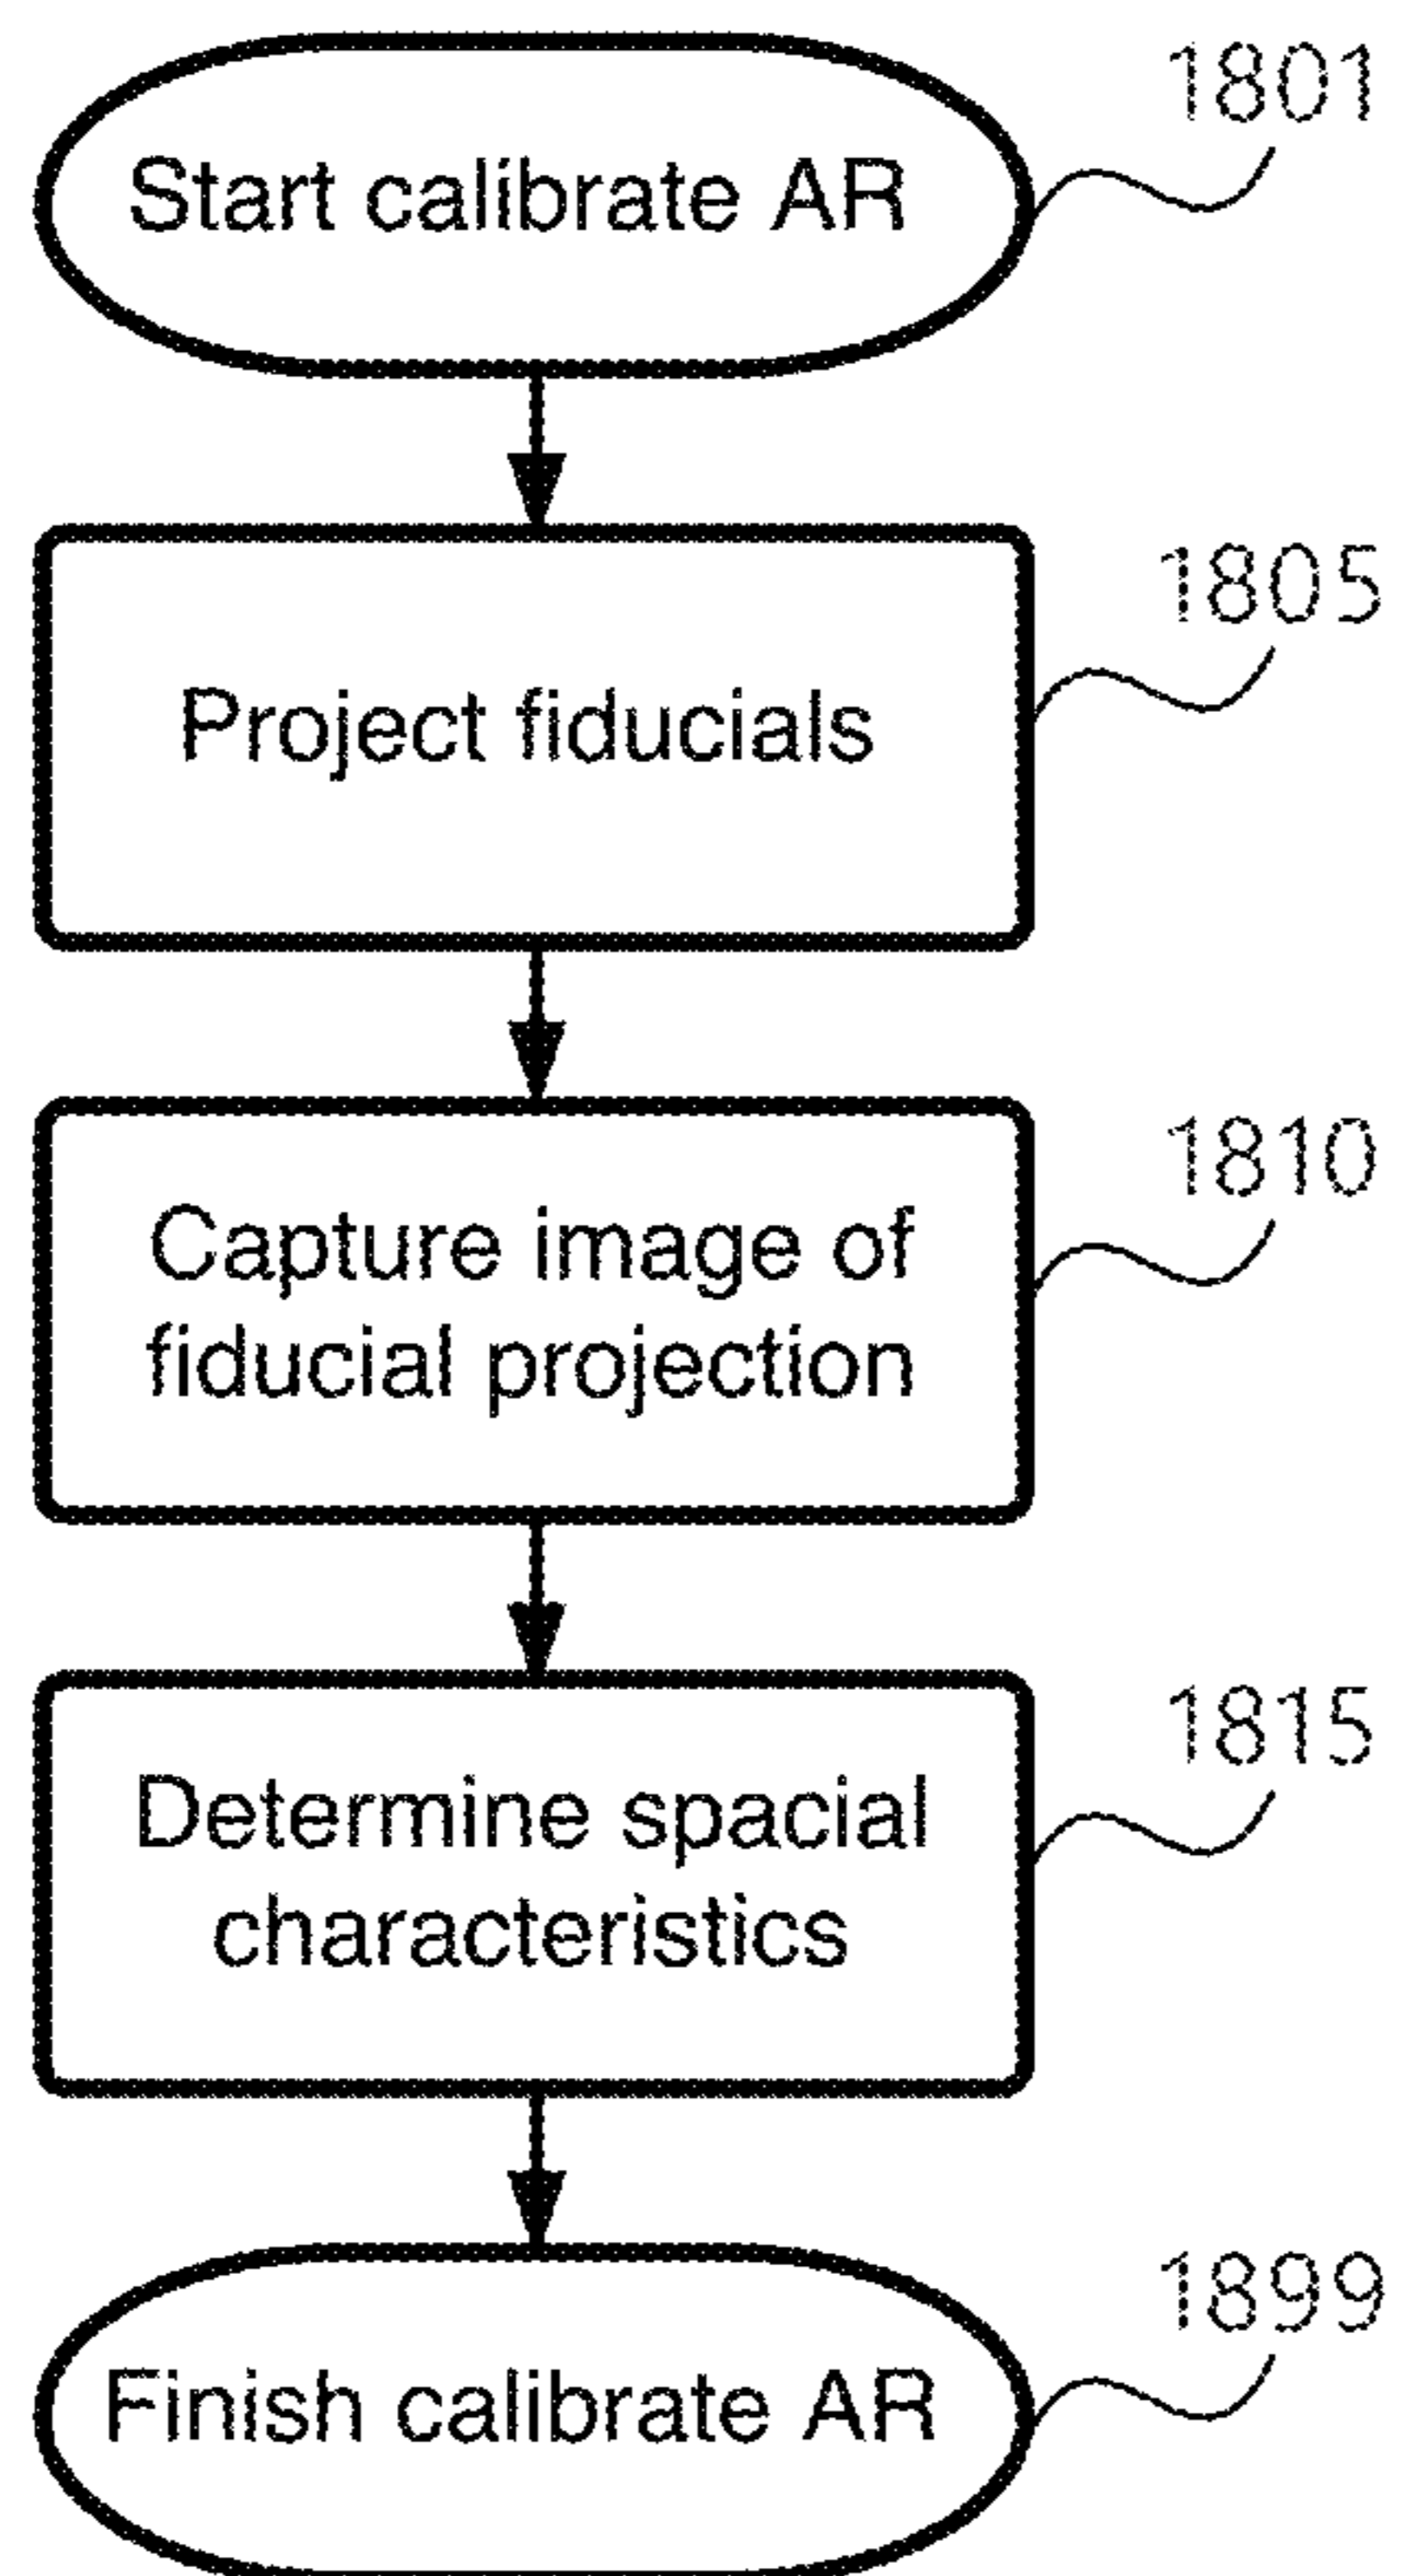 Start calibrate AR
1801
Project fiducials
1805
Capture image of
fiducial projection
1810
Determine spacial
characteristics
1815
Finish calibrate AR
1899